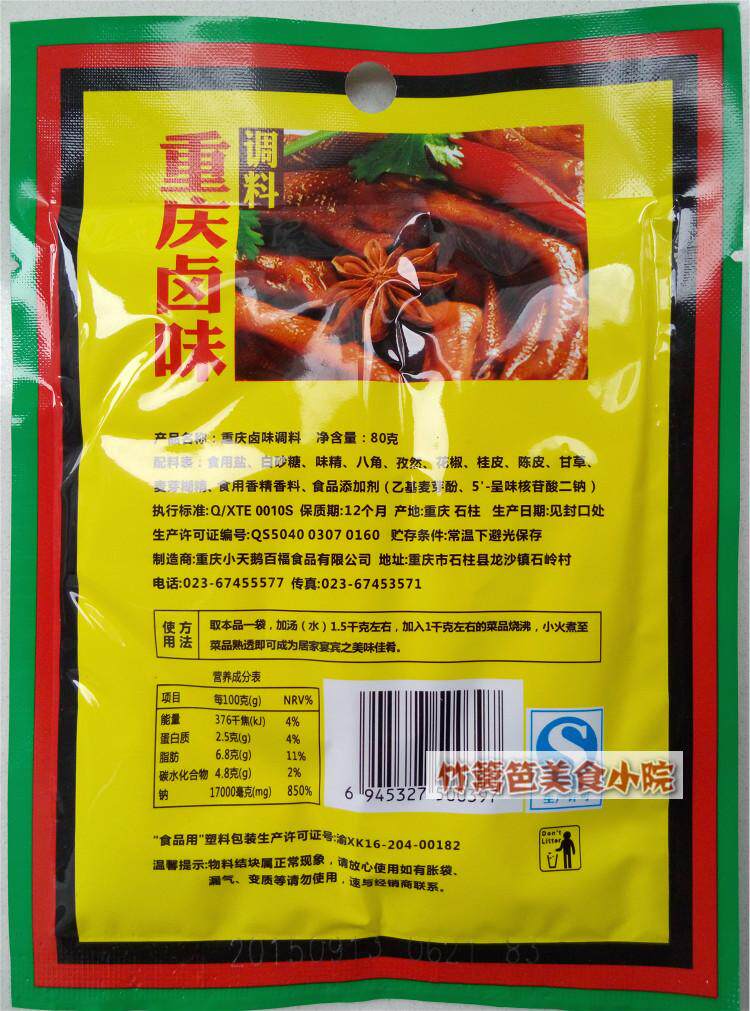 调料
重庆卤味
产品名称：重庆卤味调料 净含量：80克
配料表：食用盐、白砂糖、味精、八角、孜然、花椒、桂皮、陈皮、甘草、
麦芽糊精、食用香精香料、食品添加剂（乙基麦芽酚、5'-呈味核苷酸二钠）
执行标准:Q/XTE 0010S 保质期:12个月 产地:重庆 石柱 生产日期:见封口处
生产许可证编号:QS5040 0307 0160 贮存条件:常温下避光保存
制造商:重庆小天鹅百福食品有限公司 地址:重庆市石柱县龙沙镇石岭村
电话:023-67455577 传真:023-67453571
使用方法
取本品一袋，加汤（水）1.5千克左右，加入1千克左右的菜品烧沸，小火煮至
菜品熟透即可成为居家宴宾之美味佳肴。
营养成分表
项目 每100克(g) NRV%
能量 376千焦(kJ) 4%
蛋白质 2.5克(g) 4%
脂肪 6.8克(g) 11%
碳水化合物 4.8克(g) 2%
钠 17000毫克(mg) 850%
6 945327
竹篱笆美食小院
"食品用"塑料包装生产许可证号:渝XK16-204-00182
Don't
Litter
温馨提示:物料结块属正常现象，请放心使用如有胀袋、
漏气、变质等请勿使用，速与经销商联系。
20150913 0621 83